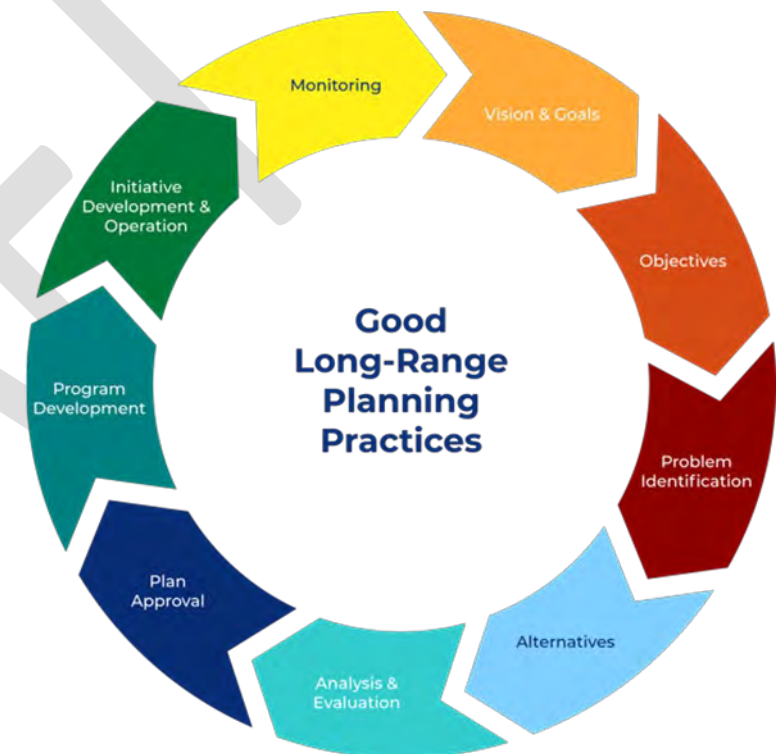 Good
Long-Range
Planning
Practices
Monitoring
Vision & Goals
Objectives
Problem
Identification
Alternatives
Analysis &
Evaluation
Plan
Approval
Program
Development
Initiative
Development &
Operation